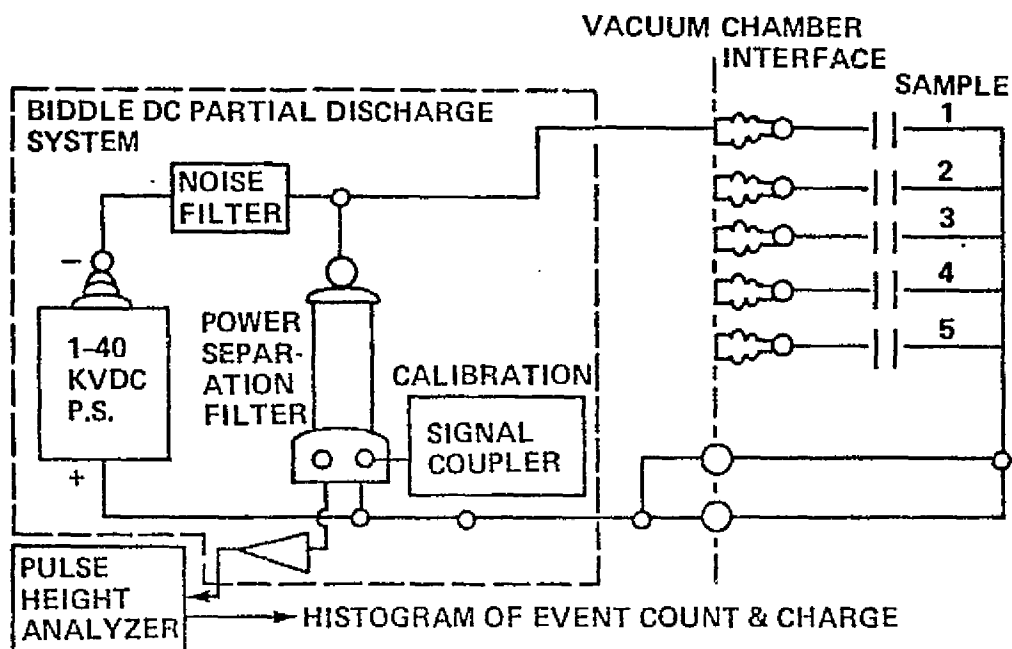 VACUUM CHAMBER
INTERFACE
SAMPLE
BIDDLE DC PARTIAL DISCHARGE
SYSTEM
NOISE
FILTER
1
2
3
4
5
–
1-40
KVDC
P.S.
+
POWER
SEPAR-
ATION
FILTER
CALIBRATION
SIGNAL
COUPLER
PULSE
HEIGHT
ANALYZER
HISTOGRAM OF EVENT COUNT & CHARGE